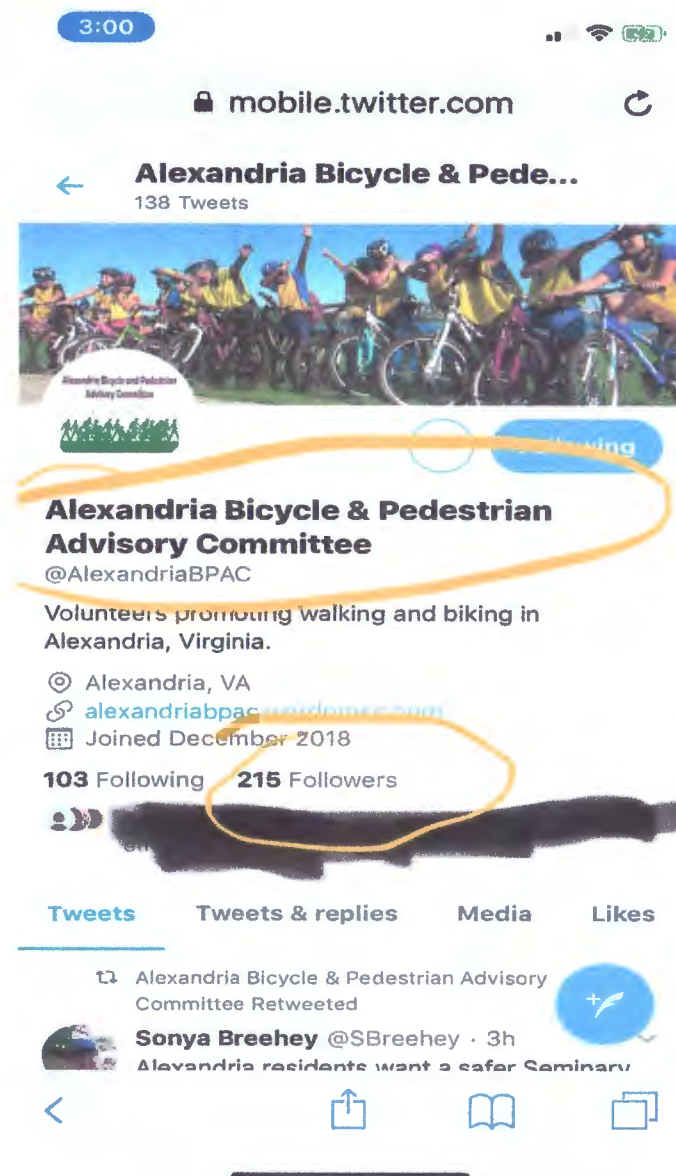 3:00
mobile.twitter.com
Alexandria Bicycle & Pede...
138 Tweets
Alexandria Bicycle and Pedestrian
Advisory Committee
Alexandria Bicycle & Pedestrian
Advisory Committee
@AlexandriaBPAC
Volunteers promoting walking and biking in
Alexandria, Virginia.
Alexandria, VA
alexandriabpac.wordpress.com
Joined December 2018
103 Following 215 Followers
Tweets Tweets & replies Media Likes
Alexandria Bicycle & Pedestrian Advisory
Committee Retweeted
Sonya Breehey @SBreehey · 3h
Alexandria residents want a safer Seminary